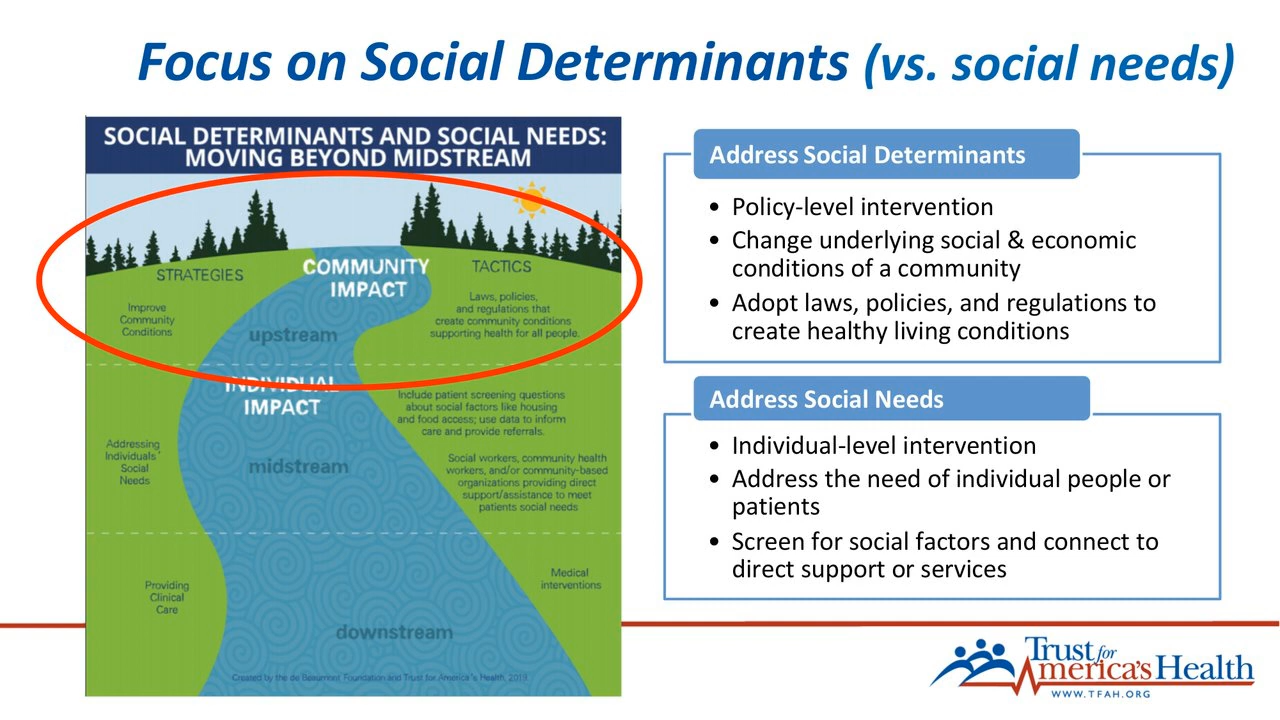 Focus on Social Determinants (vs. social needs)
SOCIAL DETERMINANTS AND SOCIAL NEEDS:
MOVING BEYOND MIDSTREAM
STRATEGIES
COMMUNITY
IMPACT
TACTICS
Improve
Community
Conditions
upstream
Laws, policies,
and regulations that
create community conditions
supporting health for all people.
INDIVIDUAL
IMPACT
Addressing
Individuals'
Social
Needs
midstream
Include patient screening questions
about social factors like housing
and food access; use data to inform
care and provide referrals.
Social workers, community health
workers, and/or community-based
organizations providing direct
support/assistance to meet
patients social needs
Providing
Clinical
Care
downstream
Medical
interventions
Created by the de Beaumont Foundation and Trust for America's Health, 2019
Address Social Determinants
• Policy-level intervention
• Change underlying social & economic
conditions of a community
• Adopt laws, policies, and regulations to
create healthy living conditions
Address Social Needs
• Individual-level intervention
• Address the need of individual people or
patients
• Screen for social factors and connect to
direct support or services
Trust for
America's Health
WWW.TFAH.ORG